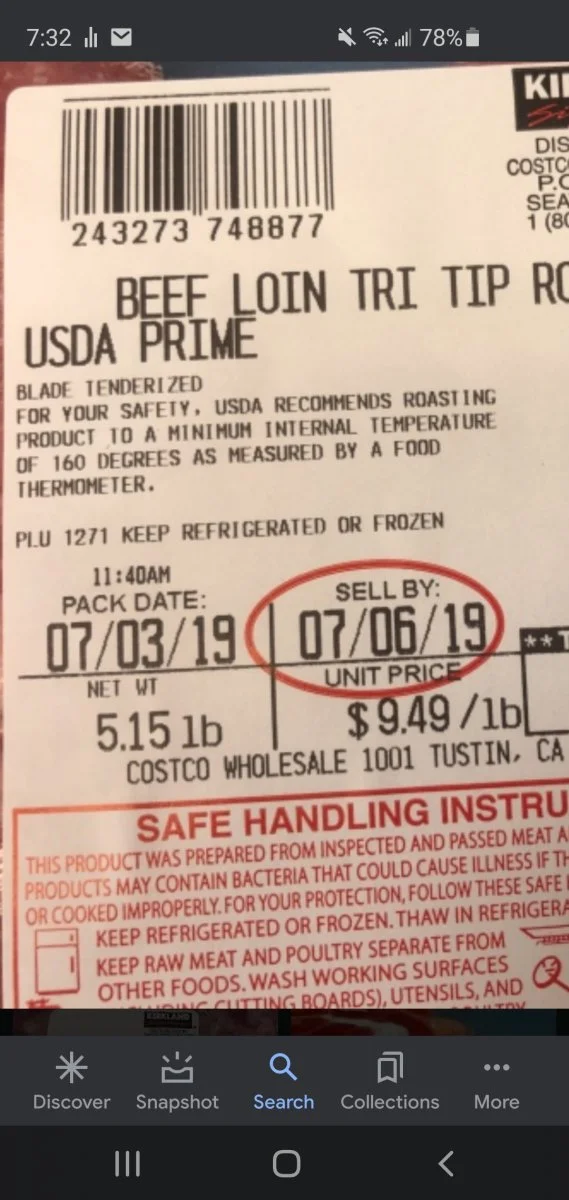 7:32
78%
KI
DIS
COSTC
P.O
SEA
1 (80
243273 748877
BEEF LOIN TRI TIP RO
USDA PRIME
BLADE TENDERIZED
FOR YOUR SAFETY, USDA RECOMMENDS ROASTING
PRODUCT TO A MINIMUM INTERNAL TEMPERATURE
OF 160 DEGREES AS MEASURED BY A FOOD
THERMOMETER.
PLU 1271 KEEP REFRIGERATED OR FROZEN
11:40AM
PACK DATE:
07/03/19
SELL BY:
07/06/19
**T
NET WT
5.15 lb
UNIT PRICE
$9.49/lb
COSTCO WHOLESALE 1001 TUSTIN, CA
SAFE HANDLING INSTRU
THIS PRODUCT WAS PREPARED FROM INSPECTED AND PASSED MEAT A
PRODUCTS MAY CONTAIN BACTERIA THAT COULD CAUSE ILLNESS IF TH
OR COOKED IMPROPERLY. FOR YOUR PROTECTION, FOLLOW THESE SAFE
KEEP REFRIGERATED OR FROZEN. THAW IN REFRIGERA
KEEP RAW MEAT AND POULTRY SEPARATE FROM
OTHER FOODS. WASH WORKING SURFACES
CUTTING BOARDS), UTENSILS, AND
KIRKLAND
Discover
Snapshot
Search
Collections
More